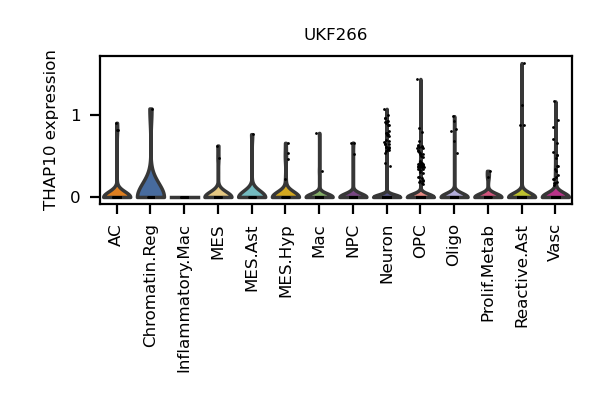 UKF266
THAP10 expression
1
0
AC
Chromatin.Reg
Inflammatory.Mac
MES
MES.Ast
MES.Hyp
Mac
NPC
Neuron
OPC
Oligo
Prolif.Metab
Reactive.Ast
Vasc